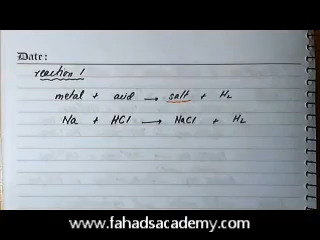 Date:
reaction 1
metal + acid → salt + H₂
Na + HCl → NaCl + H₂
www.fahadsacademy.com